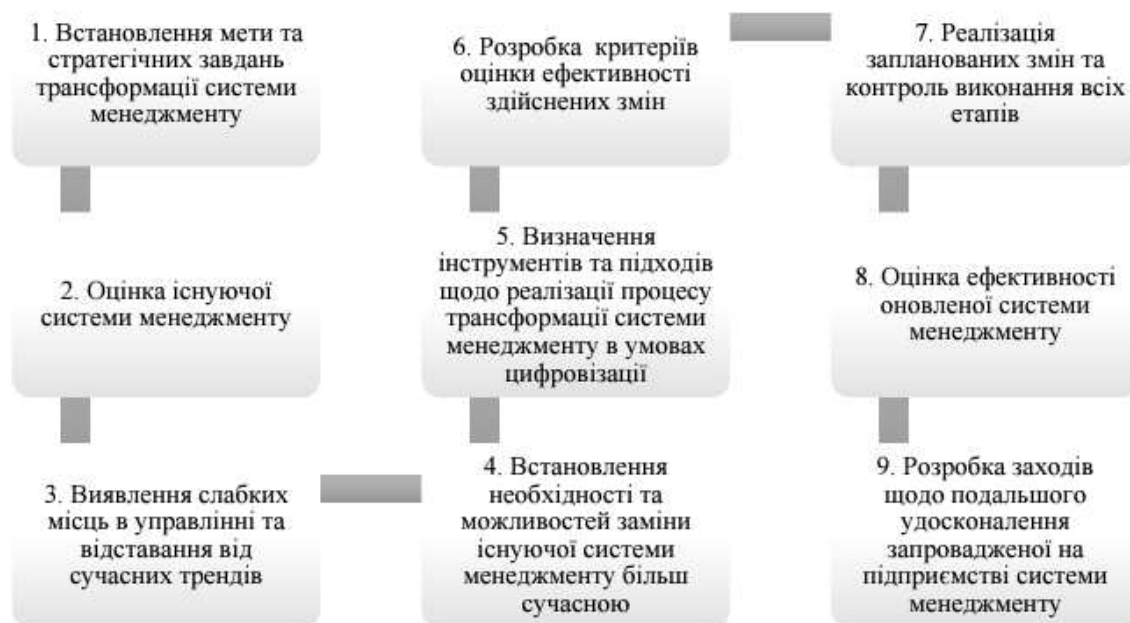 1. Встановлення мети та
стратегічних завдань
трансформації системи
менеджменту
2. Оцінка існуючої
системи менеджменту
3. Виявлення слабких
місць в управлінні та
відставання від
сучасних трендів
4. Встановлення
необхідності та
можливостей заміни
існуючої системи
менеджменту більш
сучасною
5. Визначення
інструментів та підходів
щодо реалізації процесу
трансформації системи
менеджменту в умовах
цифровізації
6. Розробка критеріїв
оцінки ефективності
здійснених змін
7. Реалізація
запланованих змін та
контроль виконання всіх
етапів
8. Оцінка ефективності
оновленої системи
менеджменту
9. Розробка заходів
щодо подальшого
удосконалення
запровадженої на
підприємстві системи
менеджменту